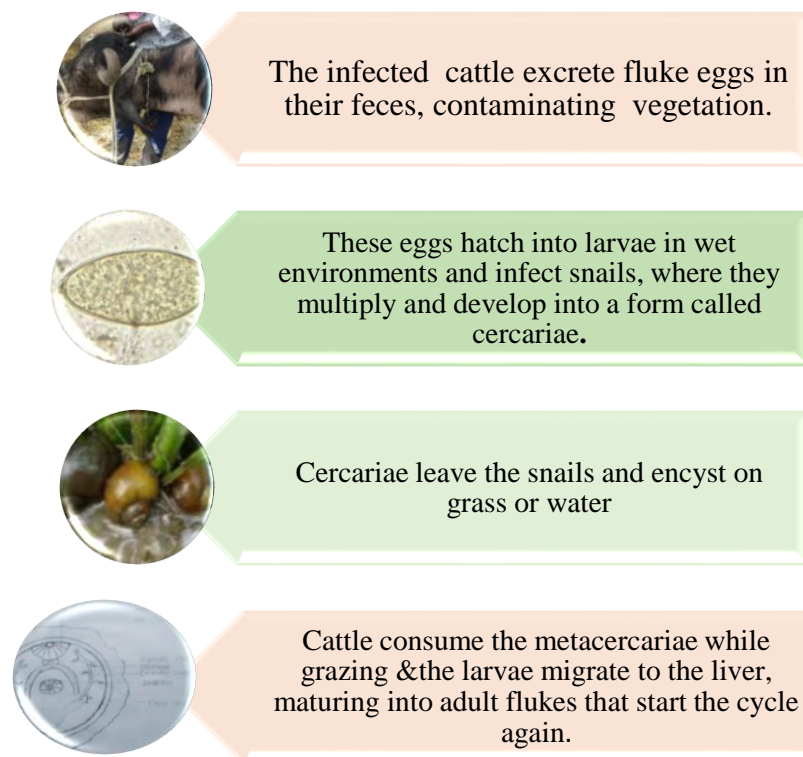 The infected cattle excrete fluke eggs in
their feces, contaminating vegetation.
These eggs hatch into larvae in wet
environments and infect snails, where they
multiply and develop into a form called
cercariae.
Cercariae leave the snails and encyst on
grass or water
Cattle consume the metacercariae while
grazing &the larvae migrate to the liver,
maturing into adult flukes that start the cycle
again.